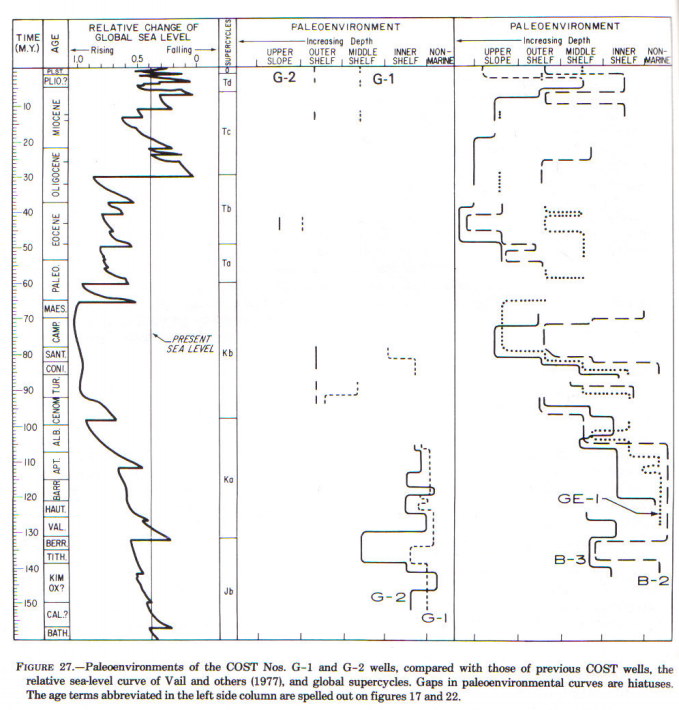 RELATIVE CHANGE OF
GLOBAL SEA LEVEL
PALEOENVIRONMENT
PALEOENVIRONMENT
TIME
(M.Y.)
AGE
Rising
Falling
1.0 0.5 0
SUPERCYCLES
Increasing Depth
UPPER
SLOPE
OUTER
SHELF
MIDDLE
SHELF
INNER
SHELF
NON-
MARINE
Increasing Depth
UPPER
SLOPE
OUTER
SHELF
MIDDLE
SHELF
INNER
SHELF
NON-
MARINE
10
20
30
40
50
60
70
80
90
100
110
120
130
140
150
PLST.
PLIO.?
MIOCENE
OLIGOCENE
EOCENE
PALEO.
MAES.
CAMP.
SANT.
CONI.
TUR.
CENOM
ALB.
APT.
BARR
HAUT.
VAL.
BERR.
TITH.
KIM
OX?
CAL.?
BATH.
PRESENT
SEA LEVEL
Q
Td
Tc
Tb
Ta
Kb
Ka
Jb
G-2
G-1
G-2
G-1
GE-1
B-3
B-2
FIGURE 27.—Paleoenvironments of the COST Nos. G-1 and G-2 wells, compared with those of previous COST wells, the
relative sea-level curve of Vail and others (1977), and global supercycles. Gaps in paleoenvironmental curves are hiatuses.
The age terms abbreviated in the left side column are spelled out on figures 17 and 22.